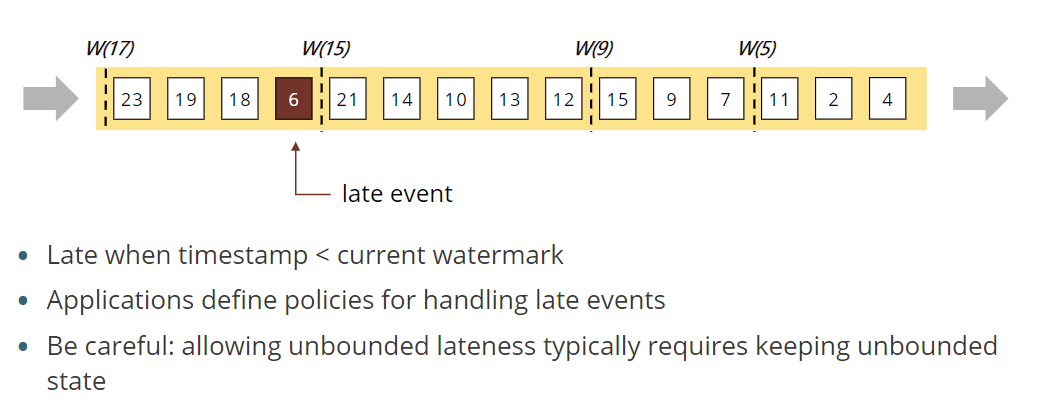 W(17) W(15) W(9) W(5)
23 19 18 6 21 14 10 13 12 15 9 7 11 2 4
late event
• Late when timestamp < current watermark
• Applications define policies for handling late events
• Be careful: allowing unbounded lateness typically requires keeping unbounded
state